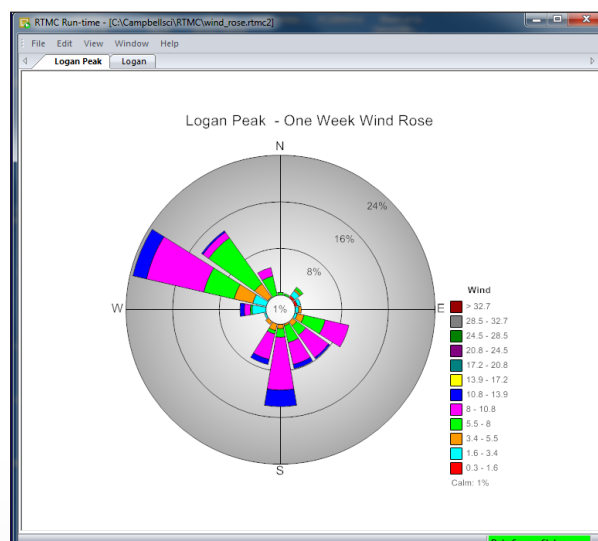 RTMC Run-time - [C:\Campbellsci\RTMC\wind_rose.rtmc2]
File Edit View Window Help
Logan Peak Logan
Logan Peak - One Week Wind Rose
N
24%
16%
8%
W 1% E
S
Wind
> 32.7
28.5 - 32.7
24.5 - 28.5
20.8 - 24.5
17.2 - 20.8
13.9 - 17.2
10.8 - 13.9
8 - 10.8
5.5 - 8
3.4 - 5.5
1.6 - 3.4
0.3 - 1.6
Calm: 1%